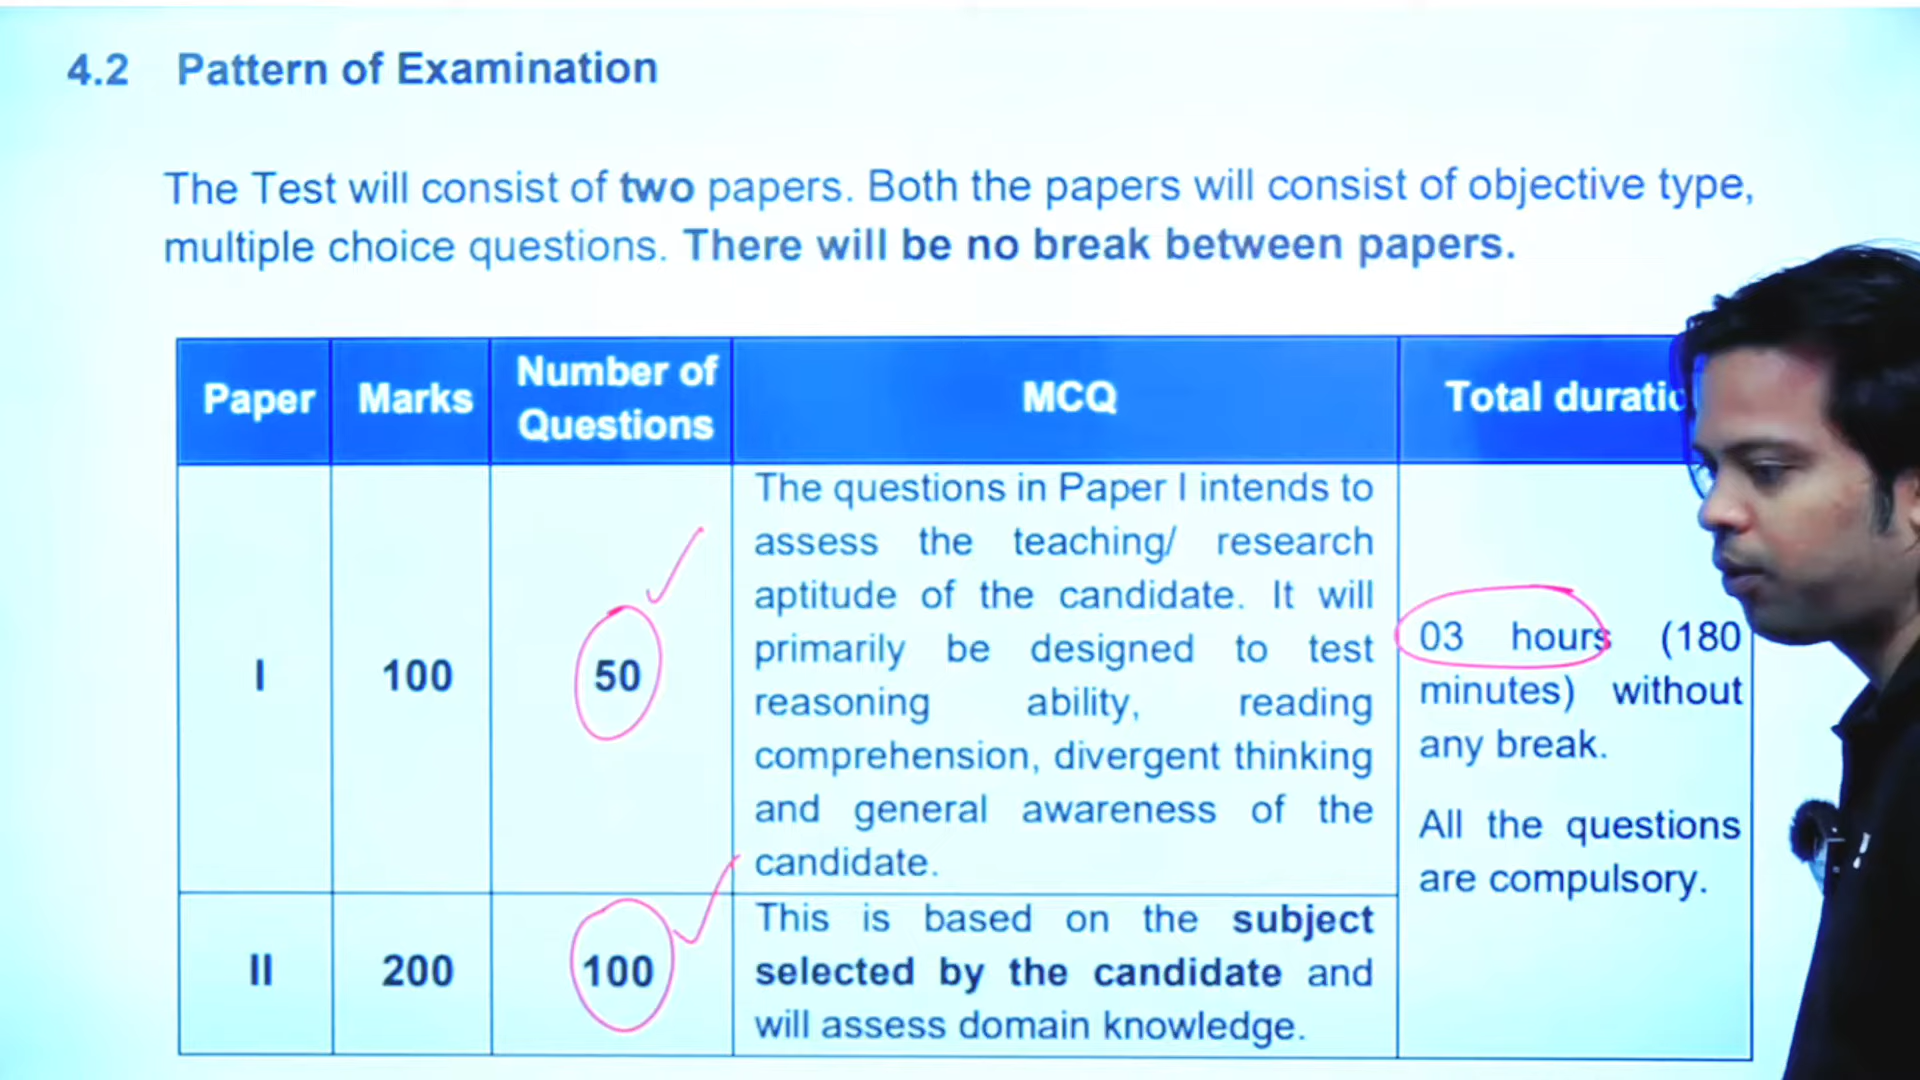 4.2 Pattern of Examination
The Test will consist of two papers. Both the papers will consist of objective type,
multiple choice questions. There will be no break between papers.
Paper
Marks
Number of
Questions
MCQ
Total
I
100
50
The questions in Paper I intends to
assess the teaching/ research
aptitude of the candidate. It will
primarily be designed to test
reasoning ability, reading
comprehension, divergent thinking
and general awareness of the
candidate.
03 hours (180
minutes) without
any break.
All the questions
are compulsory.
II
200
100
This is based on the subject
selected by the candidate and
will assess domain knowledge.